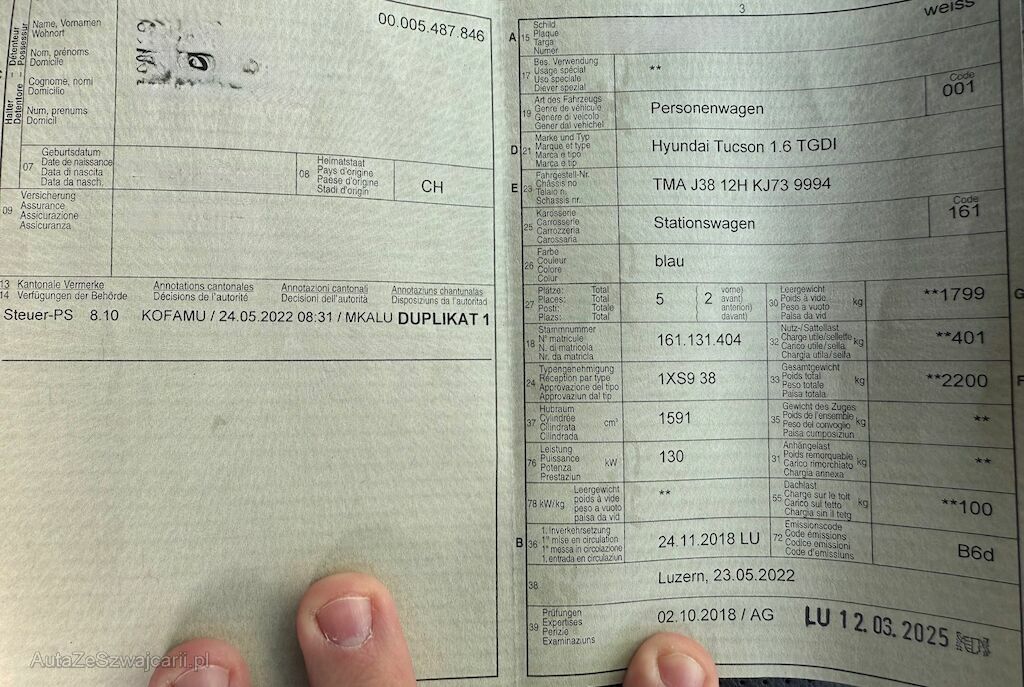 00.005.487.846
Halter – Détenteur
Detentore – Possessur
Name, Vornamen
Wohnort
Nom, prénoms
Domicile
Cognome, nomi
Domicilio
Num, prenums
Domicil
07
Geburtsdatum
Date de naissance
Data di nascita
Data da nasch.
08
Heimatstaat
Pays d'origine
Paese d'origine
Stadi d'origin
CH
09
Versicherung
Assurance
Assicurazione
Assicuranza
13 Kantonale Vermerke
14 Verfügungen der Behörde
Annotations cantonales
Décisions de l'autorité
Annotazioni cantonali
Decisioni dell'autorità
Annotaziuns chantunalas
Disposiziuns da l'autoritad
Steuer-PS 8.10 KOFAMU / 24.05.2022 08:31 / MKALU DUPLIKAT 1
3
A 15
Schild
Plaque
Targa
Numer
weiss
17
Bes. Verwendung
Usage spécial
Uso speciale
Diever spezial
**
19
Art des Fahrzeugs
Genre de véhicule
Genere di veicolo
Gener dal vehichel
Personenwagen
Code
001
D 21
Marke und Typ
Marque et type
Marca e tipo
Marca e tip
Hyundai Tucson 1.6 TGDI
E 23
Fahrgestell-Nr.
Châssis no
Telaio n.
Schassis nr.
TMA J38 12H KJ73 9994
25
Karosserie
Carrosserie
Carrozzeria
Carossaria
Stationswagen
Code
161
26
Farbe
Couleur
Colore
Colur
blau
27
Plätze: Total
Places: Total
Posti: Totale
Plazs: Total
5
( 2
vorne)
avant)
anteriori)
davant)
30
Leergewicht
Poids à vide
Peso a vuoto
Paisa da vid
kg
**1799
G
18
Stammnummer
N° matricule
N. di matricola
Nr. da matricla
161.131.404
32
Nutz-/Sattellast
Charge utile/sellette
Carico utile/sella
Chargia utila/sella
kg
**401
24
Typengenehmigung
Réception par type
Approvazione del tipo
Approvaziun dal tip
1XS9 38
33
Gesamtgewicht
Poids total
Peso totale
Paisa totala
kg
**2200
F
37
Hubraum
Cylindrée
Cilindrata
Cilindrada
cm³
1591
35
Gewicht des Zuges
Poids de l'ensemble
Peso del convoglio
Paisa cumposiziun
kg
**
76
Leistung
Puissance
Potenza
Prestaziun
kW
130
31
Anhängelast
Poids remorquable
Carico rimorchiato
Chargia annexa
kg
**
78 kW/kg
Leergewicht
poids à vide
peso a vuoto
paisa da vid
**
55
Dachlast
Charge sur le toit
Carico sul tetto
Chargia sin il tetg
kg
**100
B 36
1. Inverkehrsetzung
1re mise en circulation
1a messa in circolazione
1. entrada en circulaziun
24.11.2018 LU
72
Emissionscode
Code émissions
Codice emissioni
Code d'emissiuns
B6d
38
Luzern, 23.05.2022
39
Prüfungen
Expertises
Perizie
Examinaziuns
02.10.2018 / AG
LU 12.03.2025
AutaZeSzwajcarii.pl